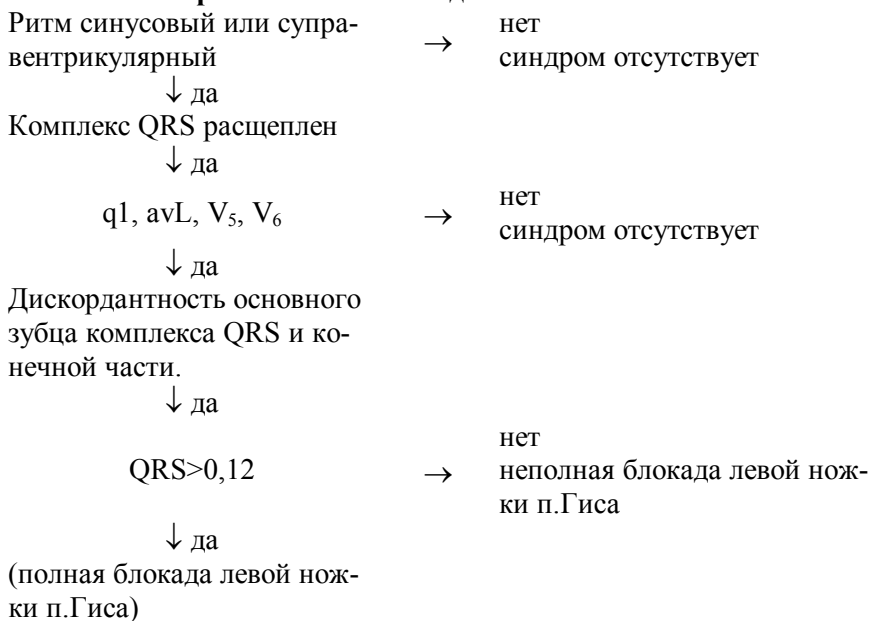 Ритм синусовый или супра-
вентрикулярный
→
нет
синдром отсутствует
↓ да
Комплекс QRS расщеплен
↓ да
q1, avL, V5, V6
→
нет
синдром отсутствует
↓ да
Дискордантность основного
зубца комплекса QRS и ко-
нечной части.
↓ да
QRS>0,12
→
нет
неполная блокада левой нож-
ки п.Гиса
↓ да
(полная блокада левой нож-
ки п.Гиса)